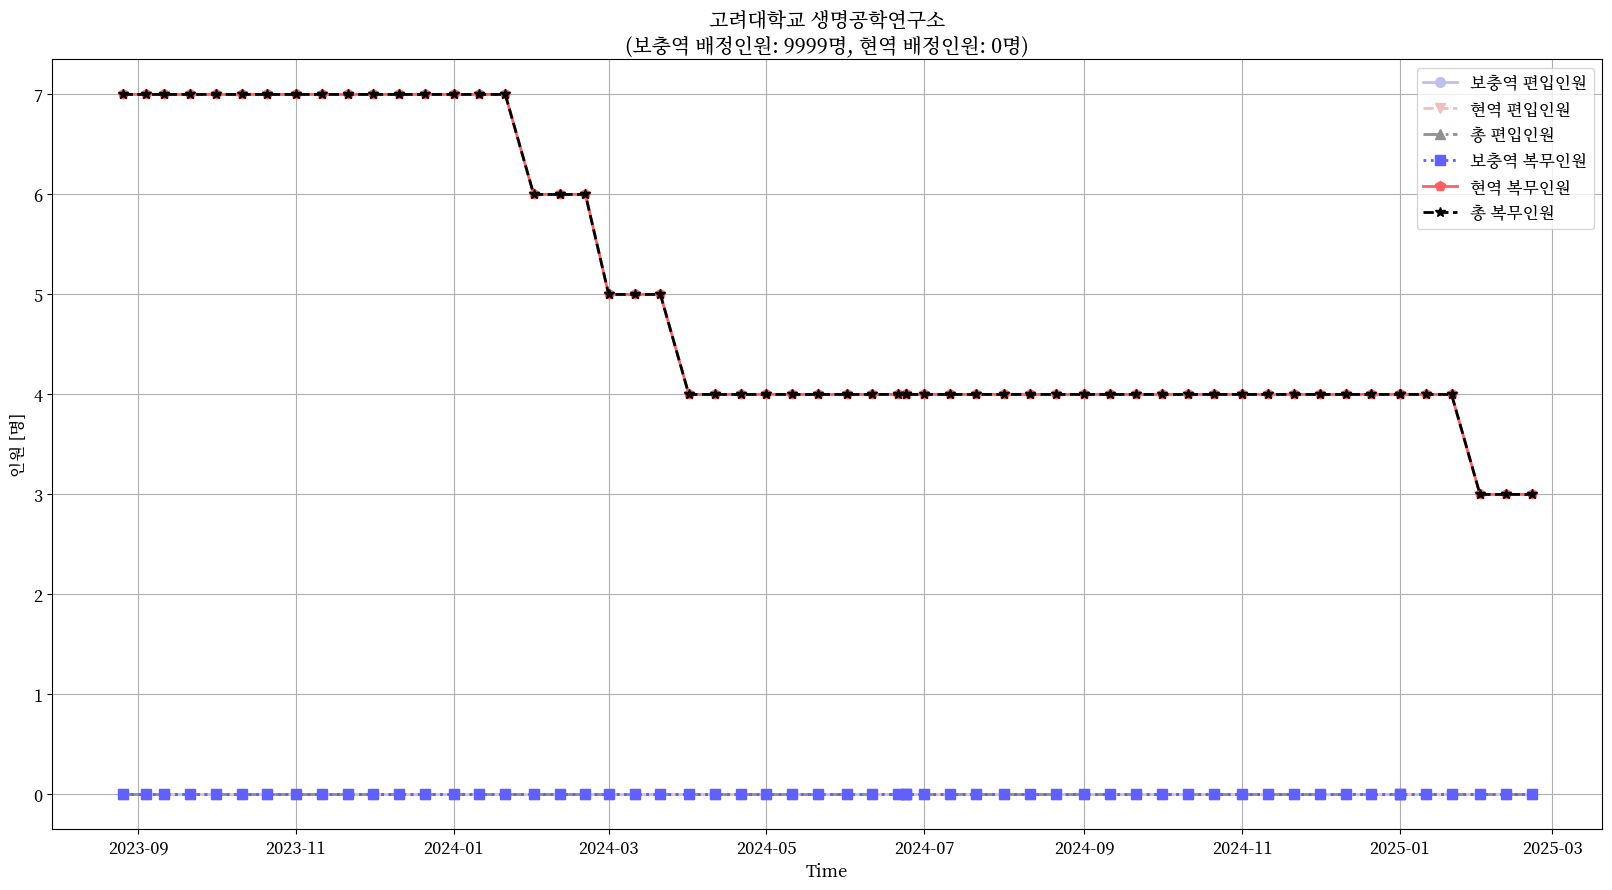 고려대학교 생명공학연구소
(보충역 배정인원: 9999명, 현역 배정인원: 0명)
보충역 편입인원
현역 편입인원
총 편입인원
보충역 복무인원
현역 복무인원
총 복무인원
7
6
5
4
3
2
1
0
인원 [명]
2023-09
2023-11
2024-01
2024-03
2024-05
2024-07
2024-09
2024-11
2025-01
2025-03
Time